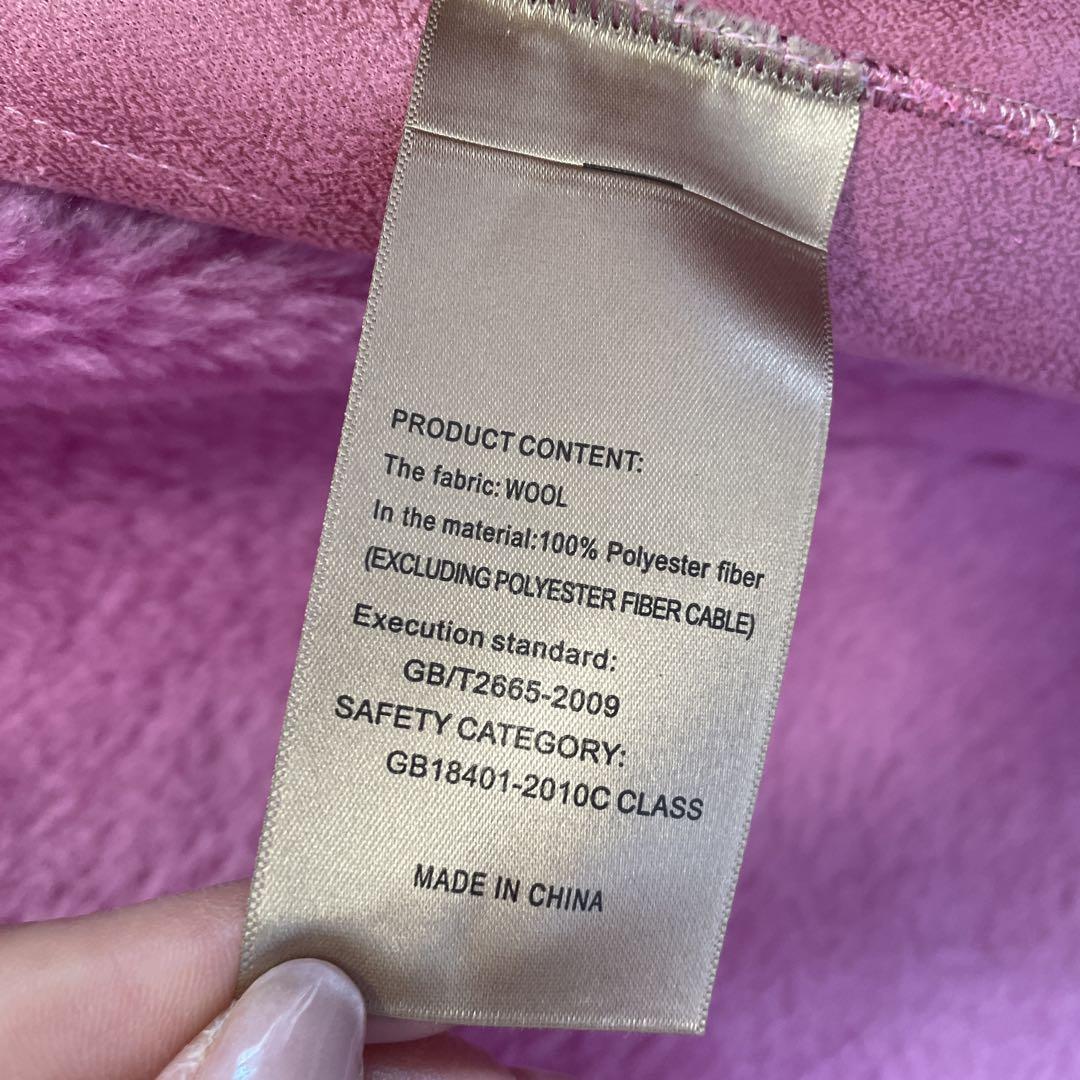 PRODUCT CONTENT:
The fabric: WOOL
In the material:100% Polyester fiber
(EXCLUDING POLYESTER FIBER CABLE)
Execution standard:
GB/T2665-2009
SAFETY CATEGORY:
GB18401-2010C CLASS
MADE IN CHINA